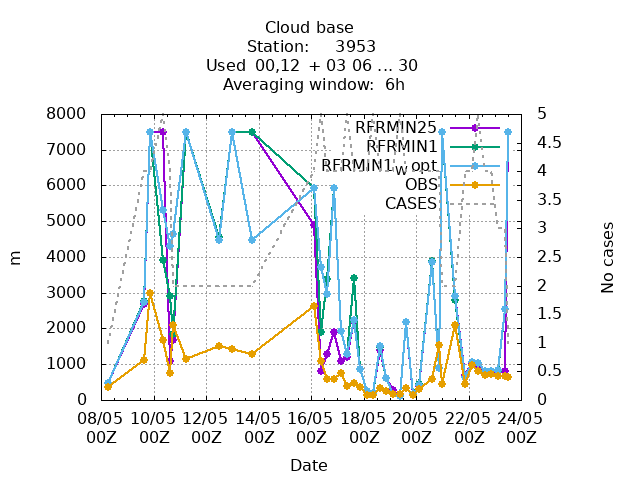 Cloud base
Station: 3953
Used 00,12 + 03 06 ... 30
Averaging window: 6h
8000 5
7000 4.5
6000 4
5000 3.5
4000 3
3000 2.5
2000 2
1000 1.5
0 1
0.5
0
m
No cases
RFRMIN25
RFRMIN1
RFRMIN1w opt
OBS
CASES
08/05 10/05 12/05 14/05 16/05 18/05 20/05 22/05 24/05
00Z 00Z 00Z 00Z 00Z 00Z 00Z 00Z 00Z
Date